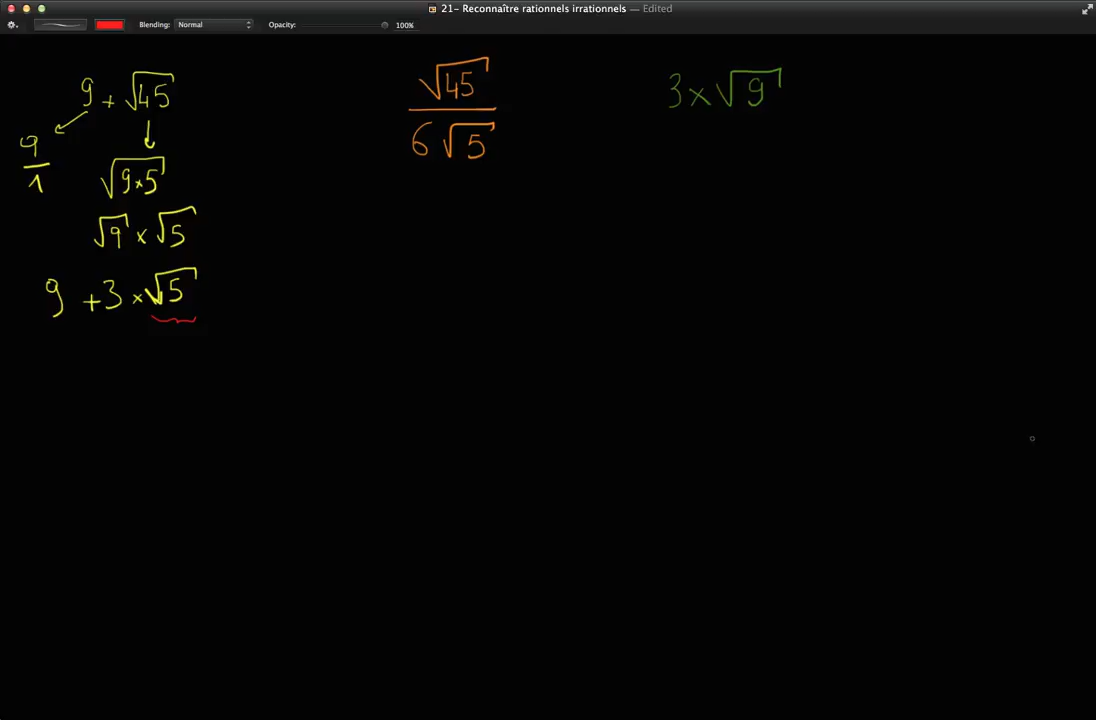 21- Reconnaître rationnels irrationnels — Edited
Blending: Normal Opacity: 100%
9 + √45
9/1
√9×5
√9 × √5
9 + 3 × √5
√45
6 √5
3 × √9